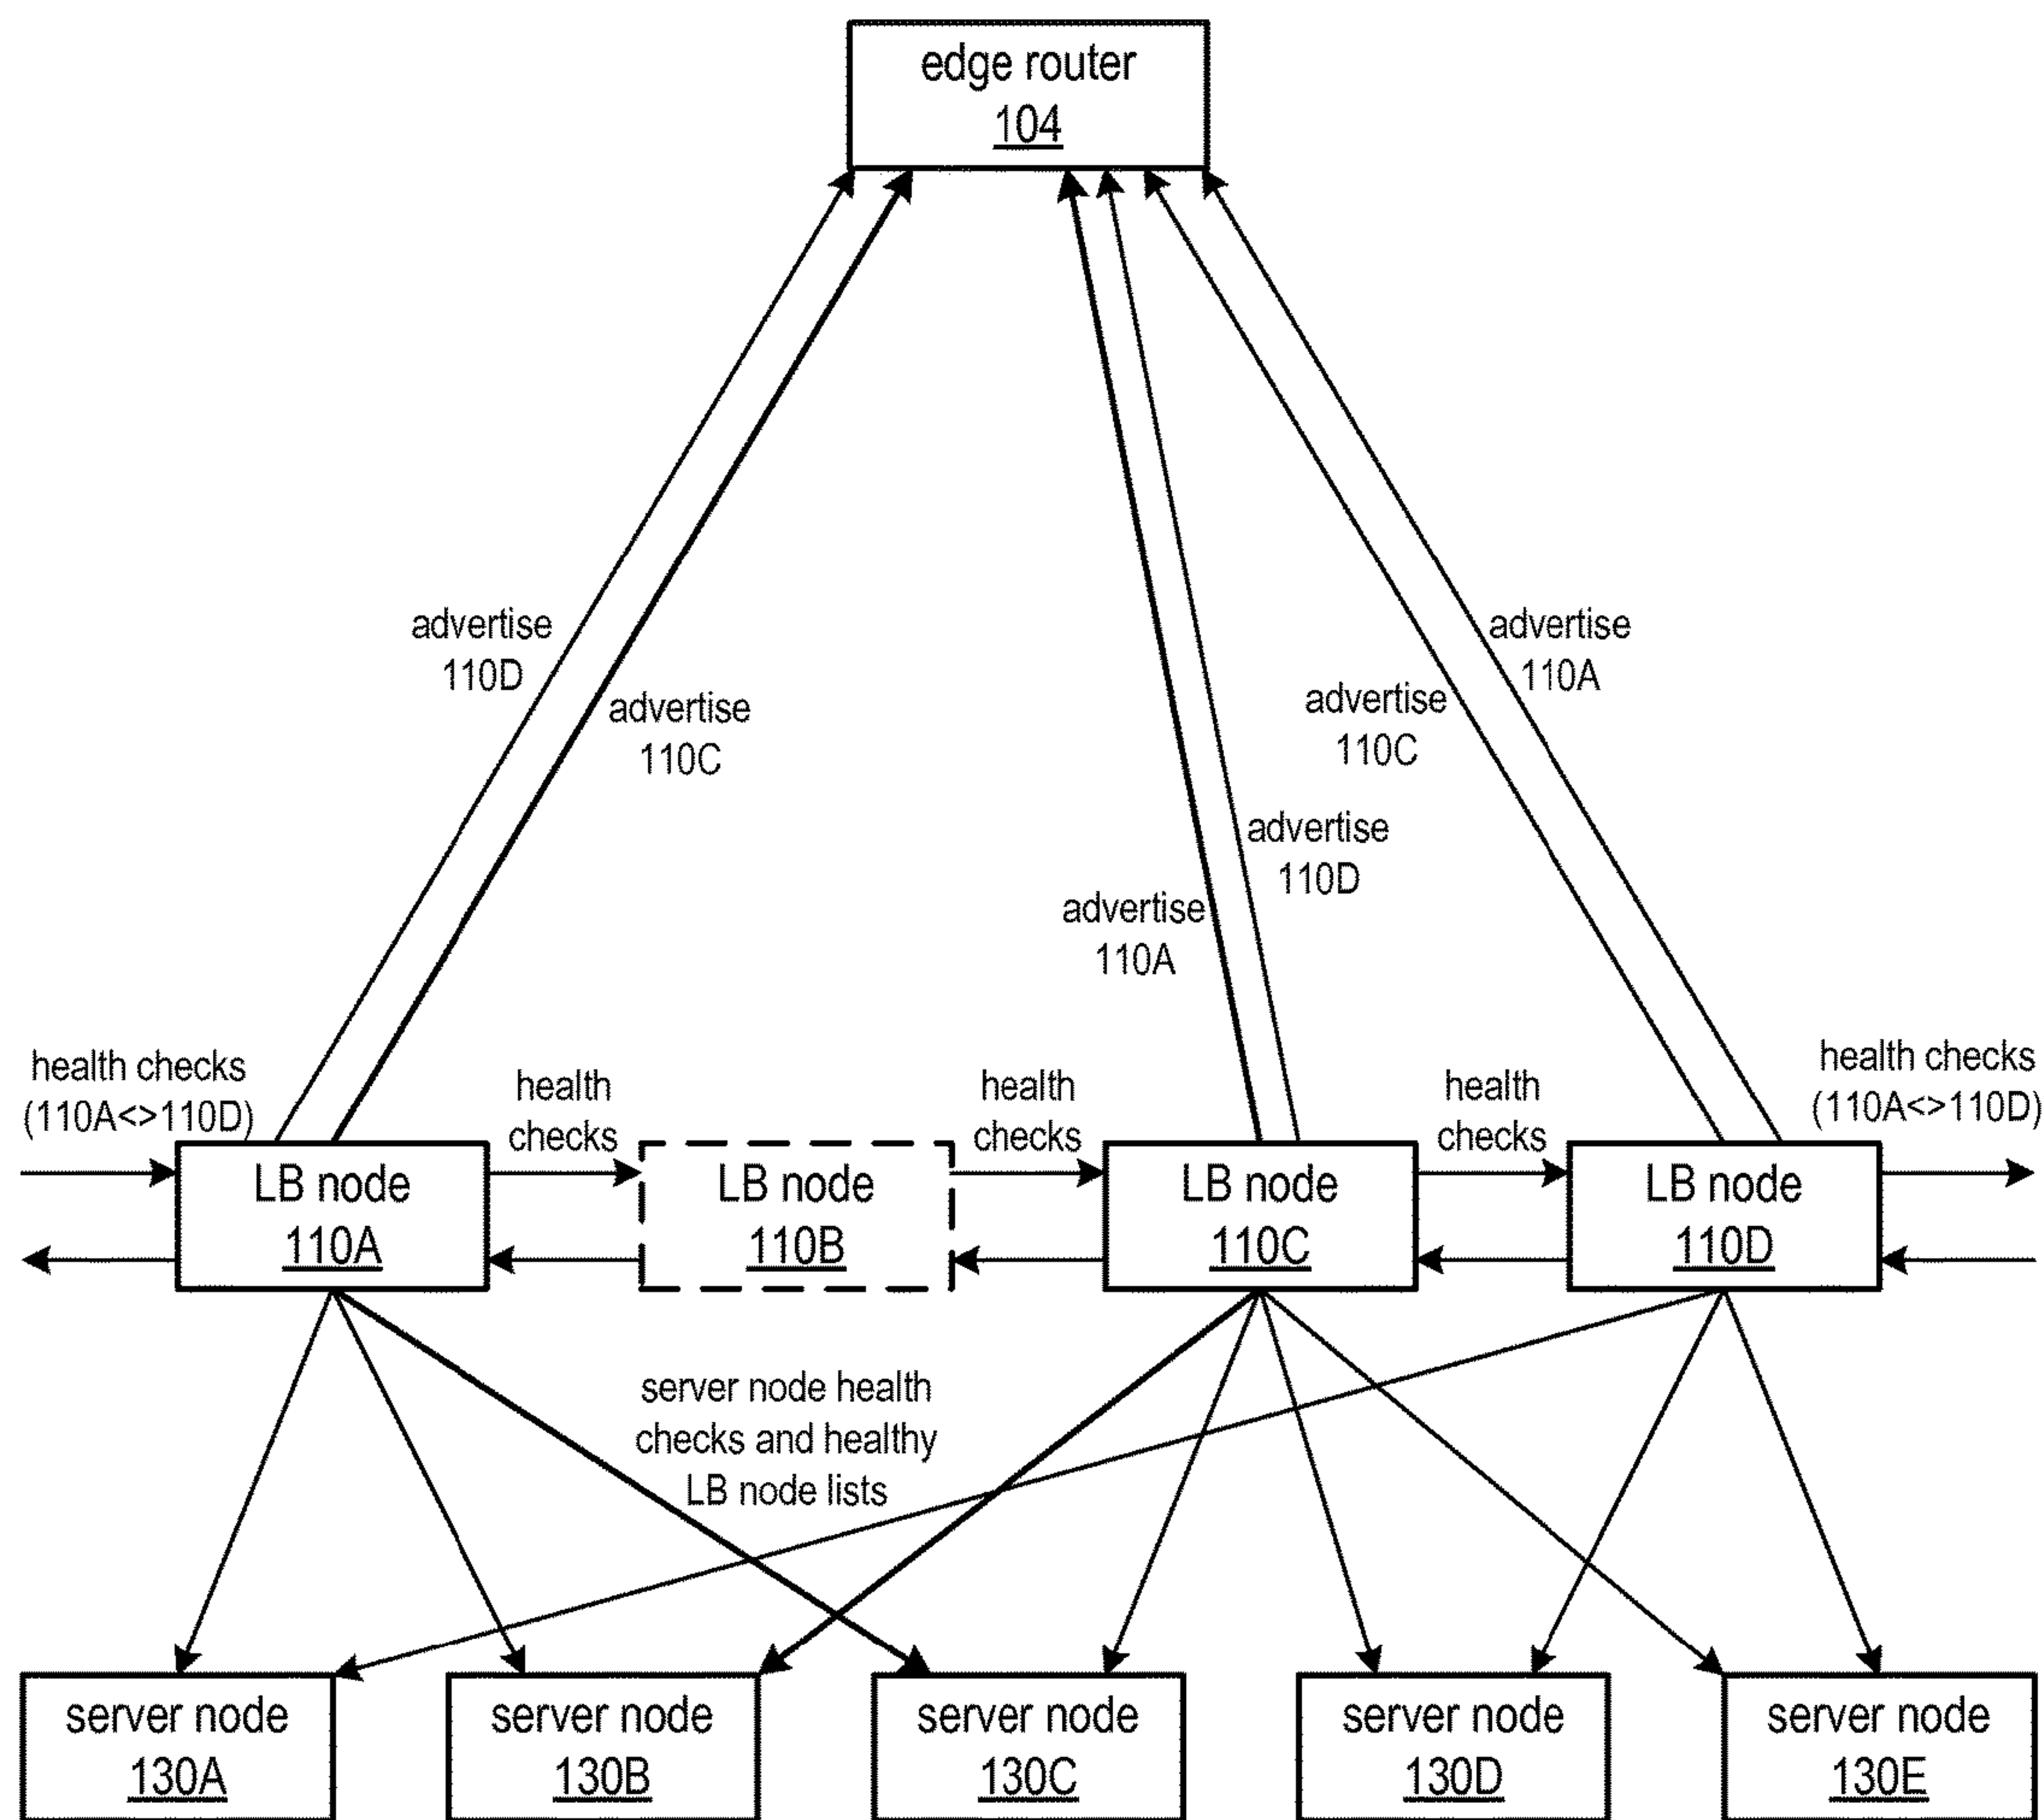 edge router
104
advertise
110D
advertise
110C
advertise
110A
advertise
110C
advertise
110D
advertise
110A
health checks
(110A<>110D)
health
checks
health
checks
health
checks
health checks
(110A<>110D)
LB node
110A
LB node
110B
LB node
110C
LB node
110D
server node health
checks and healthy
LB node lists
server node
130A
server node
130B
server node
130C
server node
130D
server node
130E